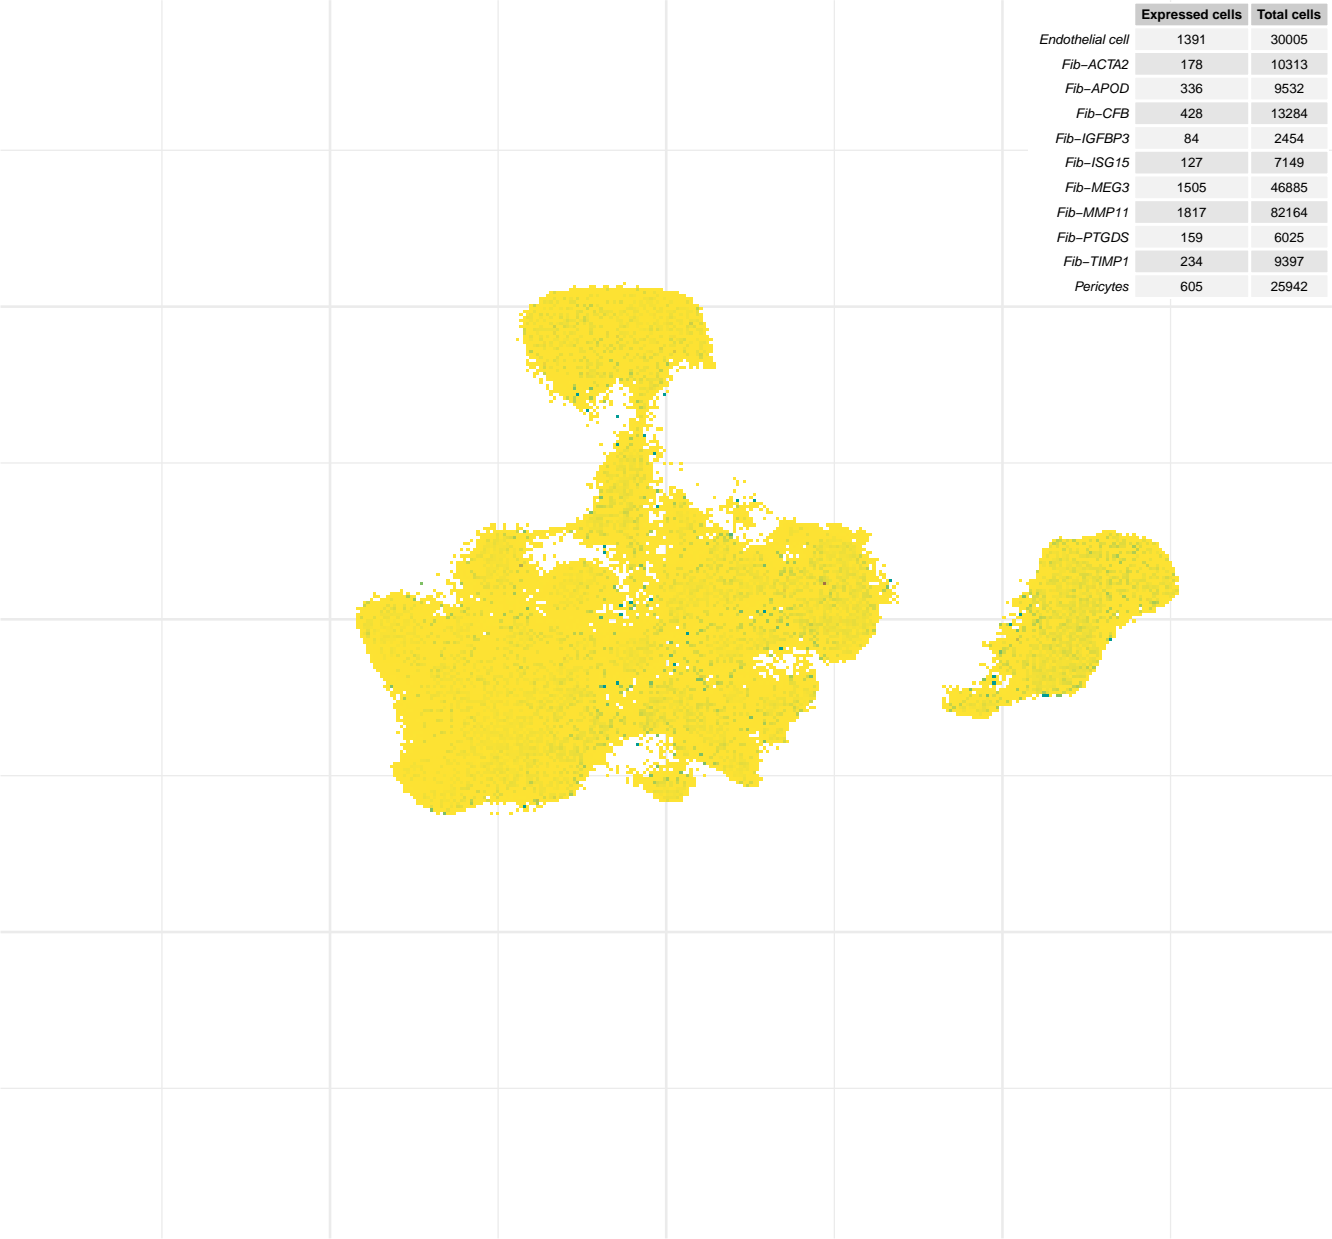 Expressed cells Total cells
Endothelial cell 1391 30005
Fib−ACTA2 178 10313
Fib−APOD 336 9532
Fib−CFB 428 13284
Fib−IGFBP3 84 2454
Fib−ISG15 127 7149
Fib−MEG3 1505 46885
Fib−MMP11 1817 82164
Fib−PTGDS 159 6025
Fib−TIMP1 234 9397
Pericytes 605 25942